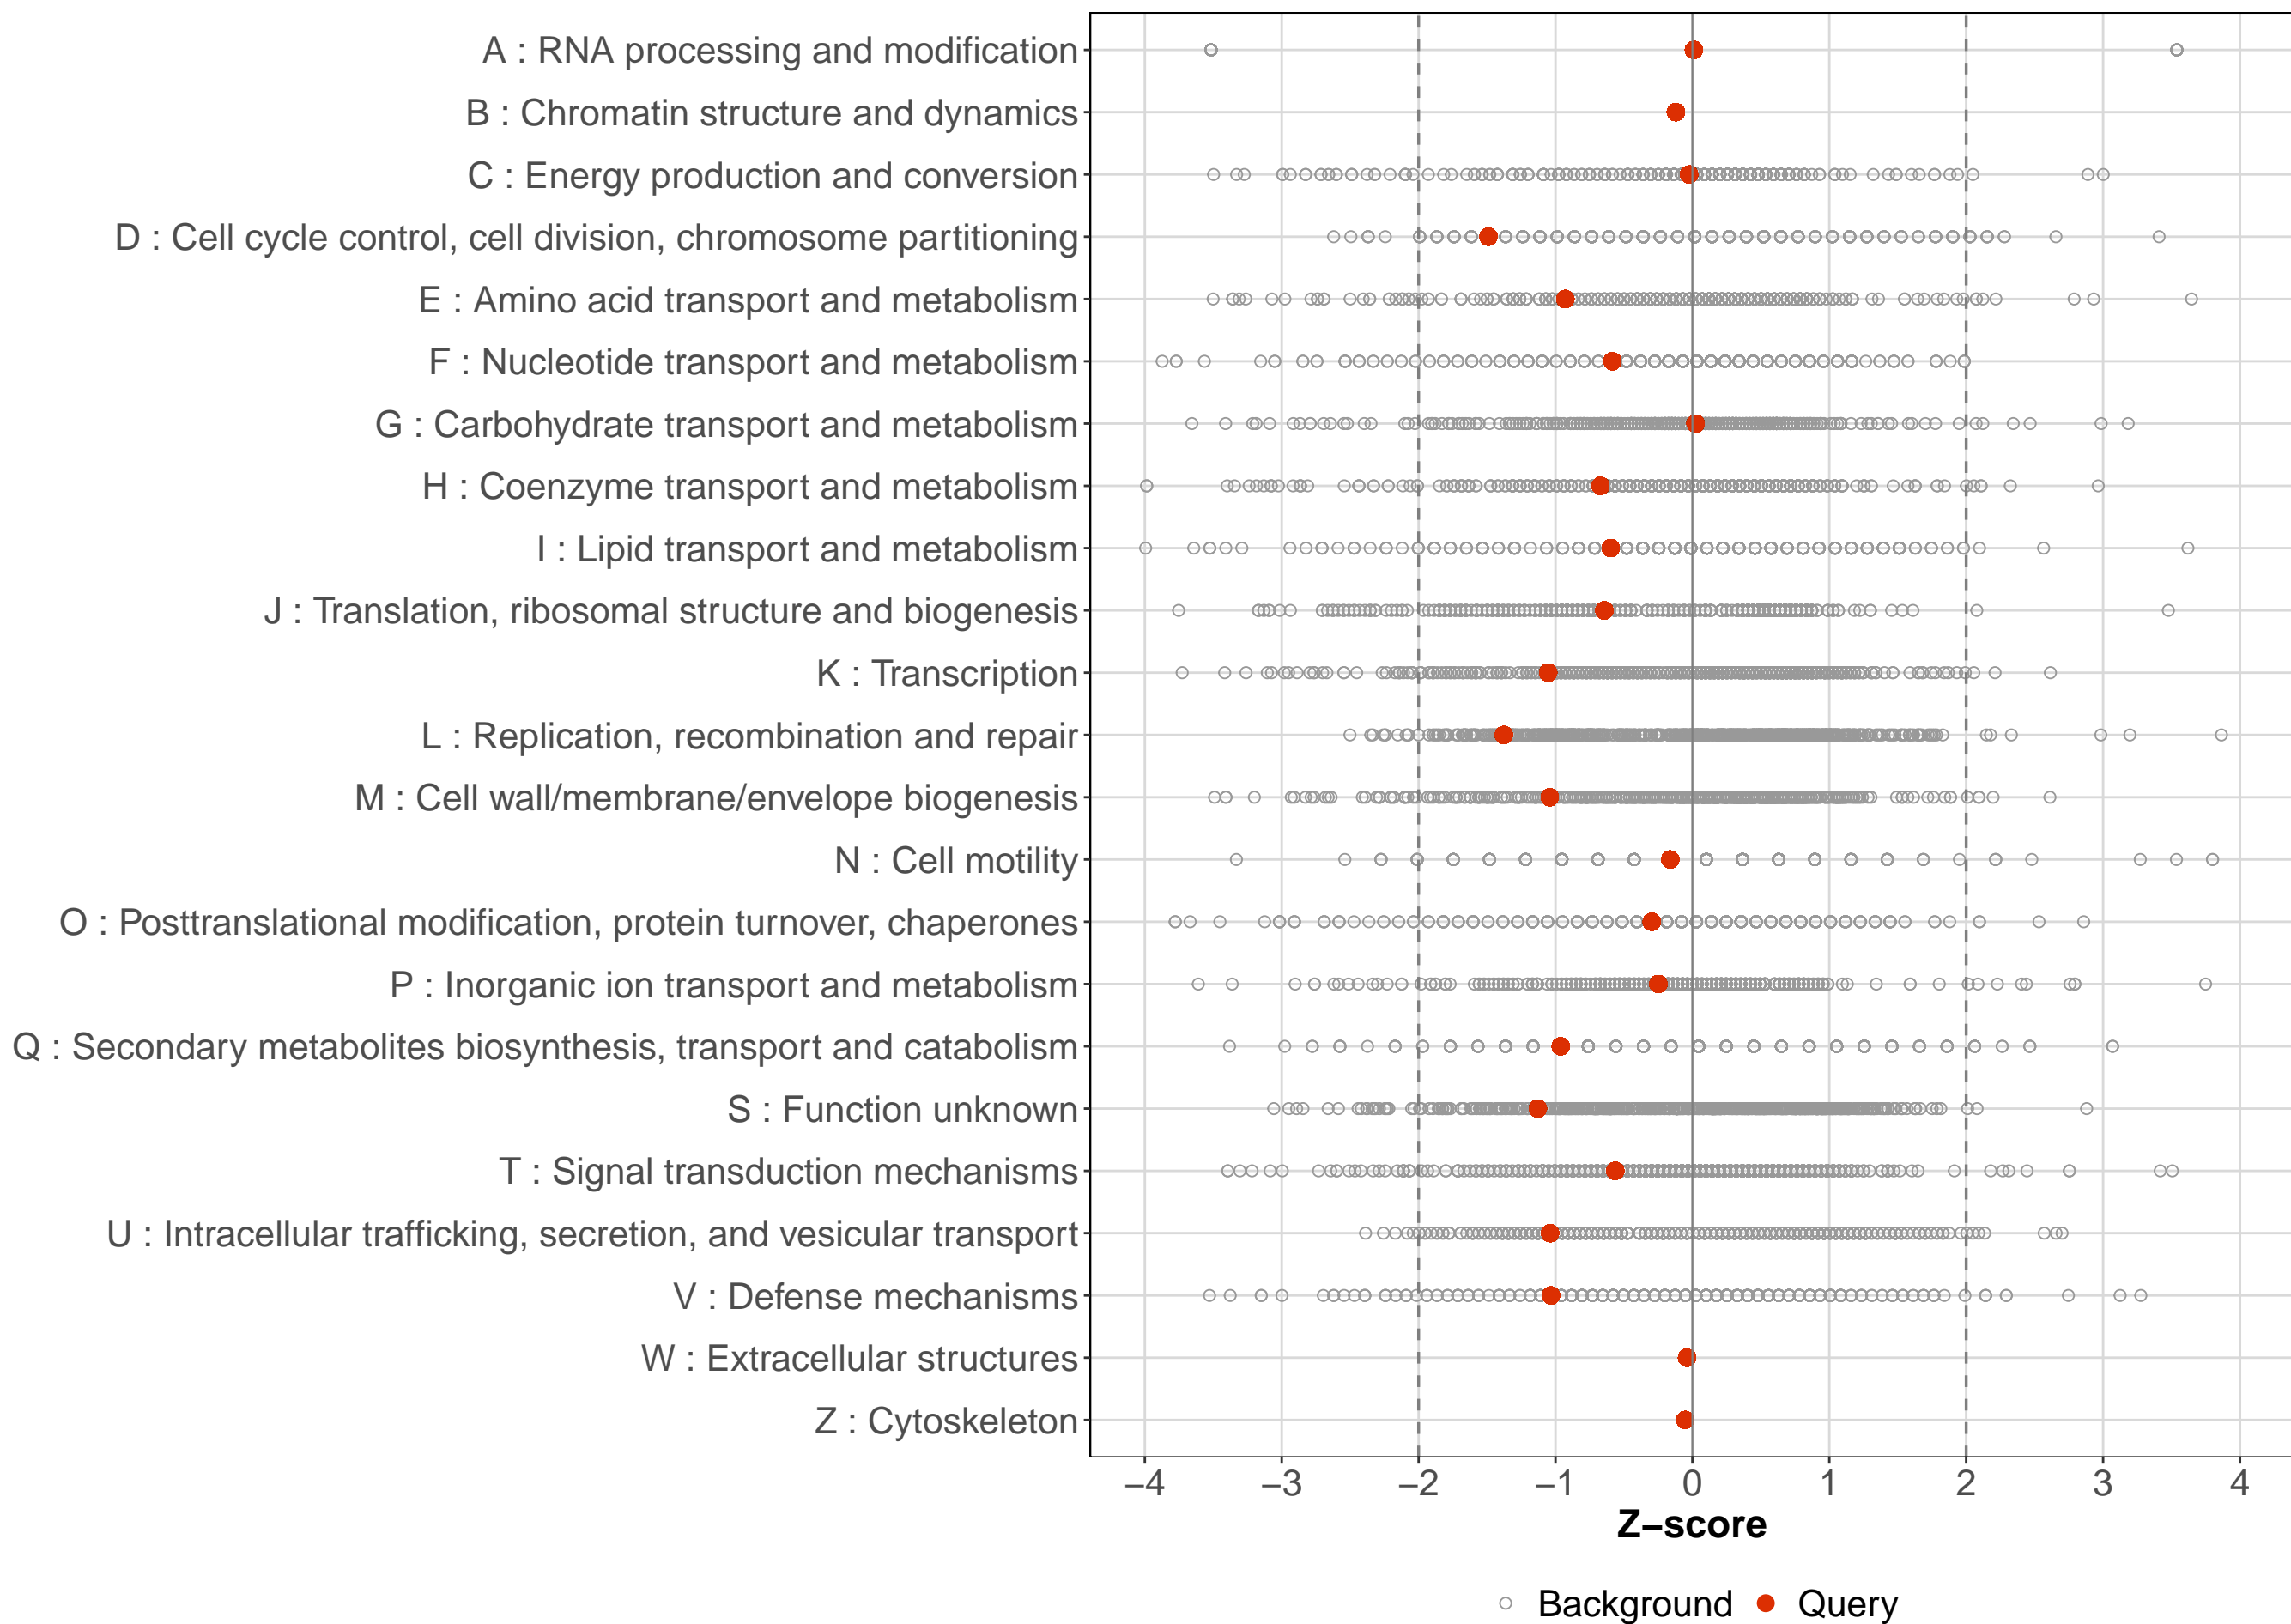 A : RNA processing and modification
B : Chromatin structure and dynamics
C : Energy production and conversion
D : Cell cycle control, cell division, chromosome partitioning
E : Amino acid transport and metabolism
F : Nucleotide transport and metabolism
G : Carbohydrate transport and metabolism
H : Coenzyme transport and metabolism
I : Lipid transport and metabolism
J : Translation, ribosomal structure and biogenesis
K : Transcription
L : Replication, recombination and repair
M : Cell wall/membrane/envelope biogenesis
N : Cell motility
O : Posttranslational modification, protein turnover, chaperones
P : Inorganic ion transport and metabolism
Q : Secondary metabolites biosynthesis, transport and catabolism
S : Function unknown
T : Signal transduction mechanisms
U : Intracellular trafficking, secretion, and vesicular transport
V : Defense mechanisms
W : Extracellular structures
Z : Cytoskeleton
−4 −3 −2 −1 0 1 2 3 4
Z−score
Background Query